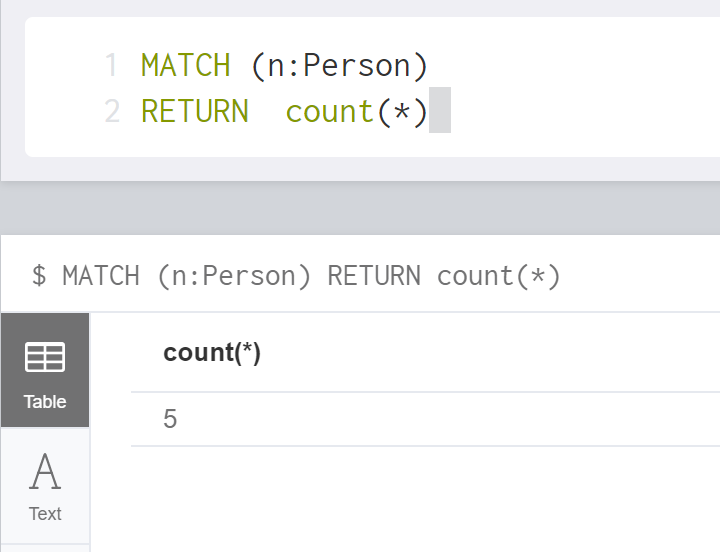 1 MATCH (n:Person)
2 RETURN  count(*)
$ MATCH (n:Person) RETURN count(*)
count(*)
Table
5
A
Text